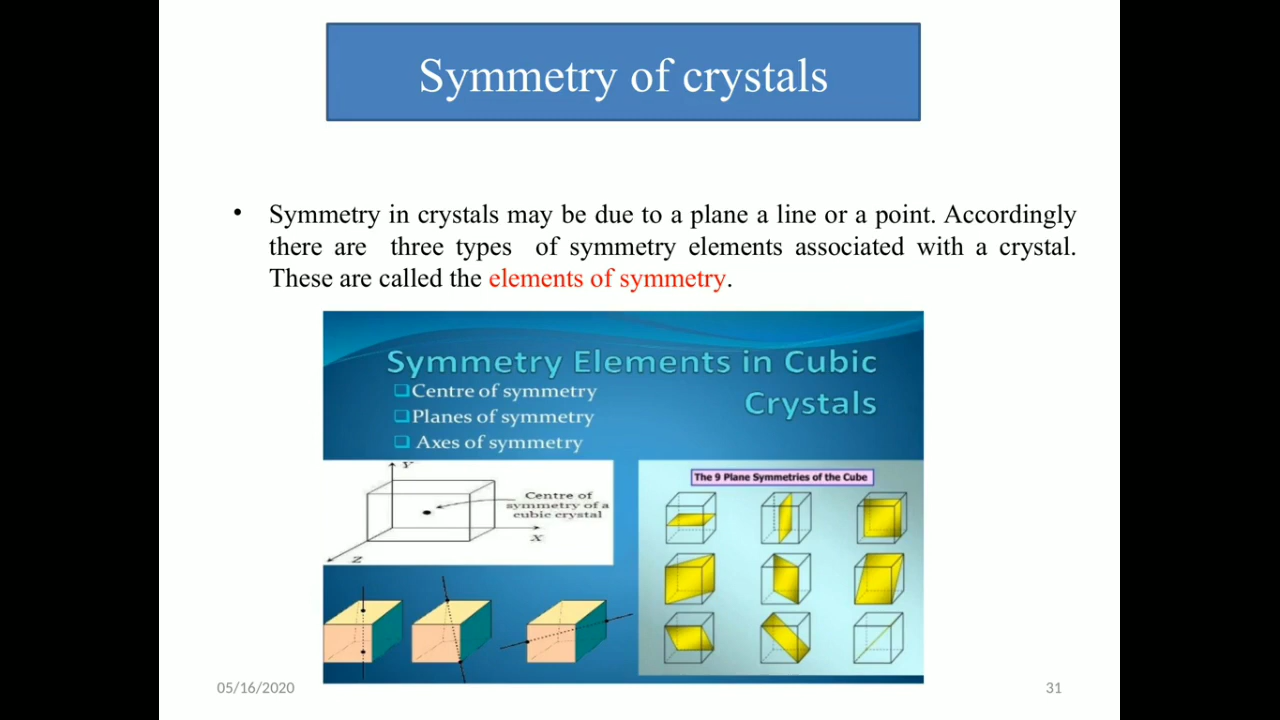 Symmetry of crystals
• Symmetry in crystals may be due to a plane a line or a point. Accordingly
there are three types of symmetry elements associated with a crystal.
These are called the elements of symmetry.
Symmetry Elements in Cubic
Crystals
❑Centre of symmetry
❑Planes of symmetry
❑ Axes of symmetry
Y
Centre of
symmetry of a
cubic crystal
X
Z
The 9 Plane Symmetries of the Cube
05/16/2020
31